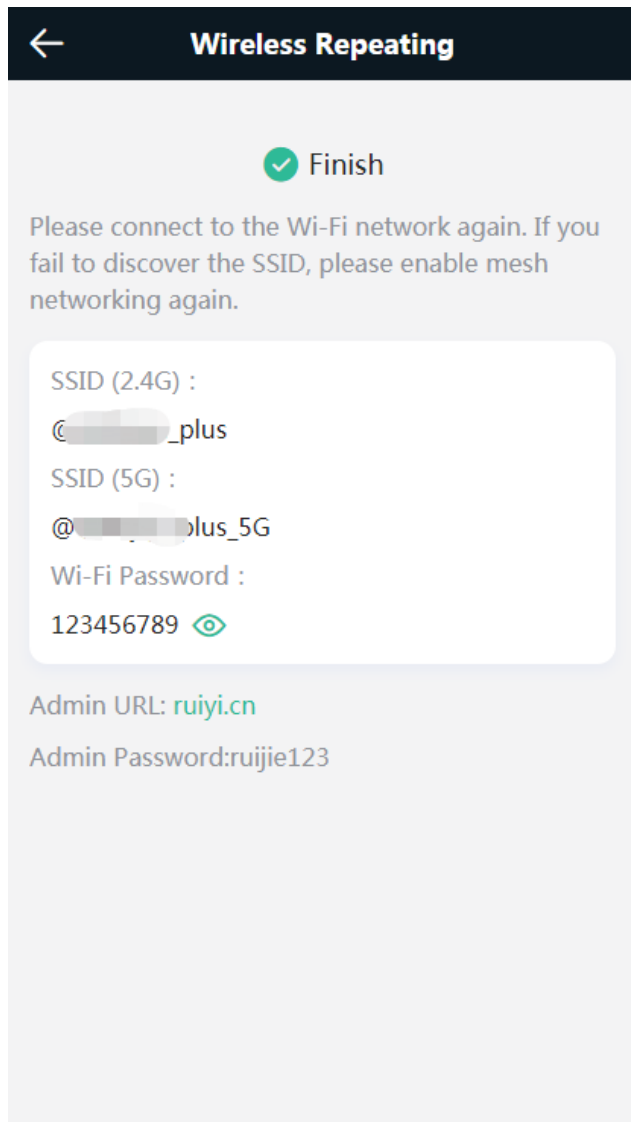 Wireless Repeating
Finish
Please connect to the Wi-Fi network again. If you
fail to discover the SSID, please enable mesh
networking again.
SSID (2.4G) :
@ _plus
SSID (5G) :
@ plus_5G
Wi-Fi Password :
123456789
Admin URL: ruiyi.cn
Admin Password:ruijie123